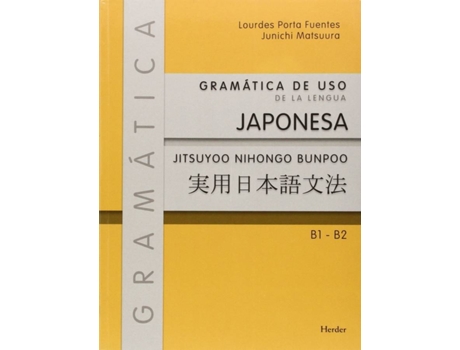 Lourdes Porta Fuentes
Junichi Matsuura
GRAMÁTICA
GRAMÁTICA DE USO
DE LA LENGUA
JAPONESA
JITSUYOO NIHONGO BUNPOO
実用日本語文法
B1 - B2
Herder